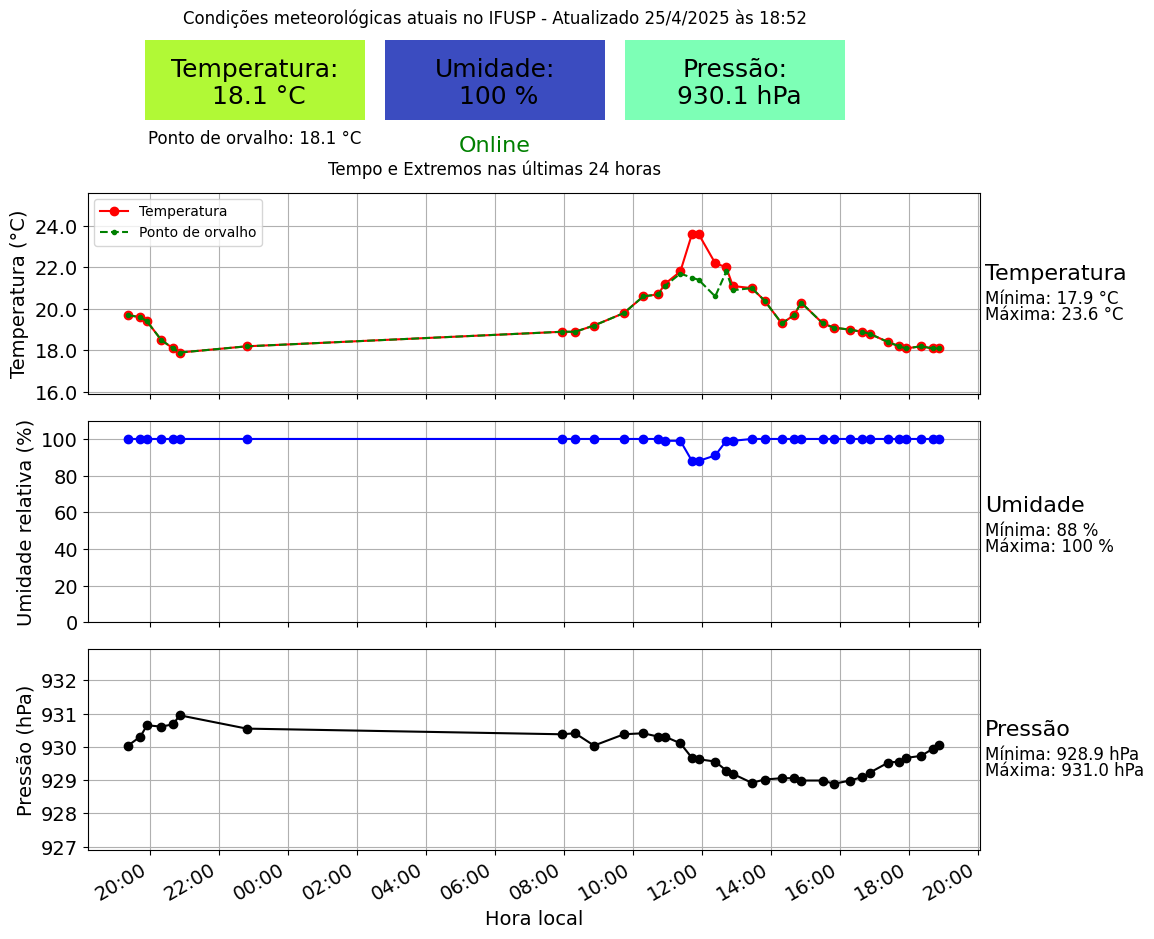 Condições meteorológicas atuais no IFUSP - Atualizado 25/4/2025 às 18:52
Temperatura:
18.1 °C
Umidade:
100 %
Pressão:
930.1 hPa
Ponto de orvalho: 18.1 °C
Online
Tempo e Extremos nas últimas 24 horas
Temperatura (°C)
24.0
22.0
20.0
18.0
16.0
Temperatura
Ponto de orvalho
Temperatura
Mínima: 17.9 °C
Máxima: 23.6 °C
Umidade relativa (%)
100
80
60
40
20
0
Umidade
Mínima: 88 %
Máxima: 100 %
Pressão (hPa)
932
931
930
929
928
927
Pressão
Mínima: 928.9 hPa
Máxima: 931.0 hPa
20:00 22:00 00:00 02:00 04:00 06:00 08:00 10:00 12:00 14:00 16:00 18:00 20:00
Hora local